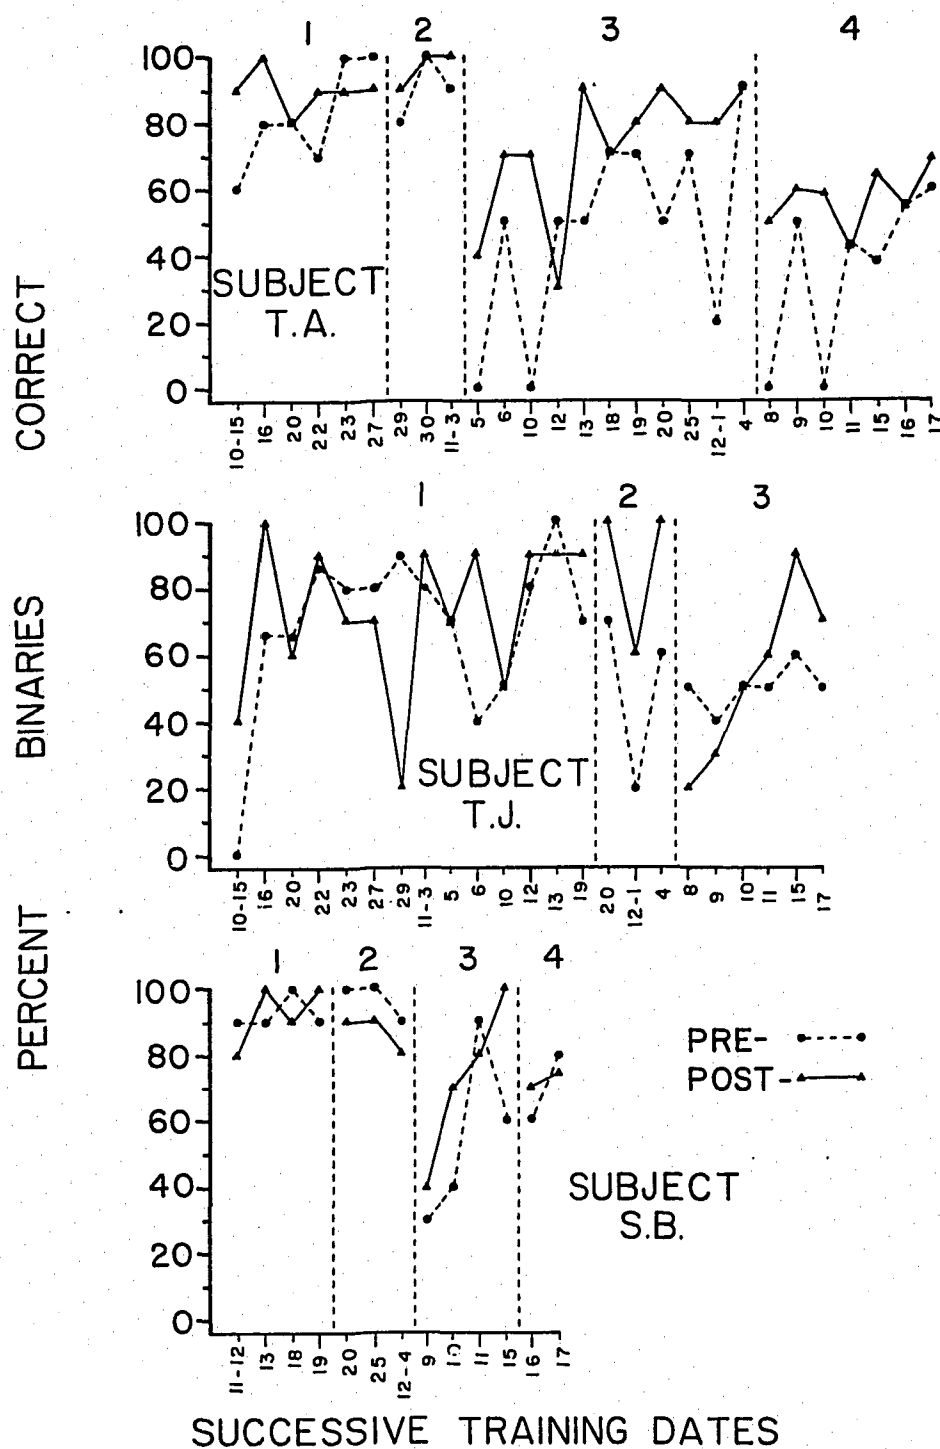 1 2 3 4
100
80
60
40
20
0
SUBJECT
T.A.
10-15 16 20 22 23 27 29 30 11-3 5 6 10 12 13 18 19 20 25 12-1 4 8 9 10 11 15 16 17
CORRECT
1 2 3
100
80
60
40
20
0
SUBJECT
T.J.
10-15 16 20 22 23 27 29 11-3 5 6 10 12 13 19 20 12-1 4 8 9 10 11 15 17
BINARIES
1 2 3 4
100
80
60
40
20
0
PRE-
POST-
SUBJECT
S.B.
11-12 13 18 19 20 25 12-4 9 10 11 15 16 17
PERCENT
SUCCESSIVE TRAINING DATES